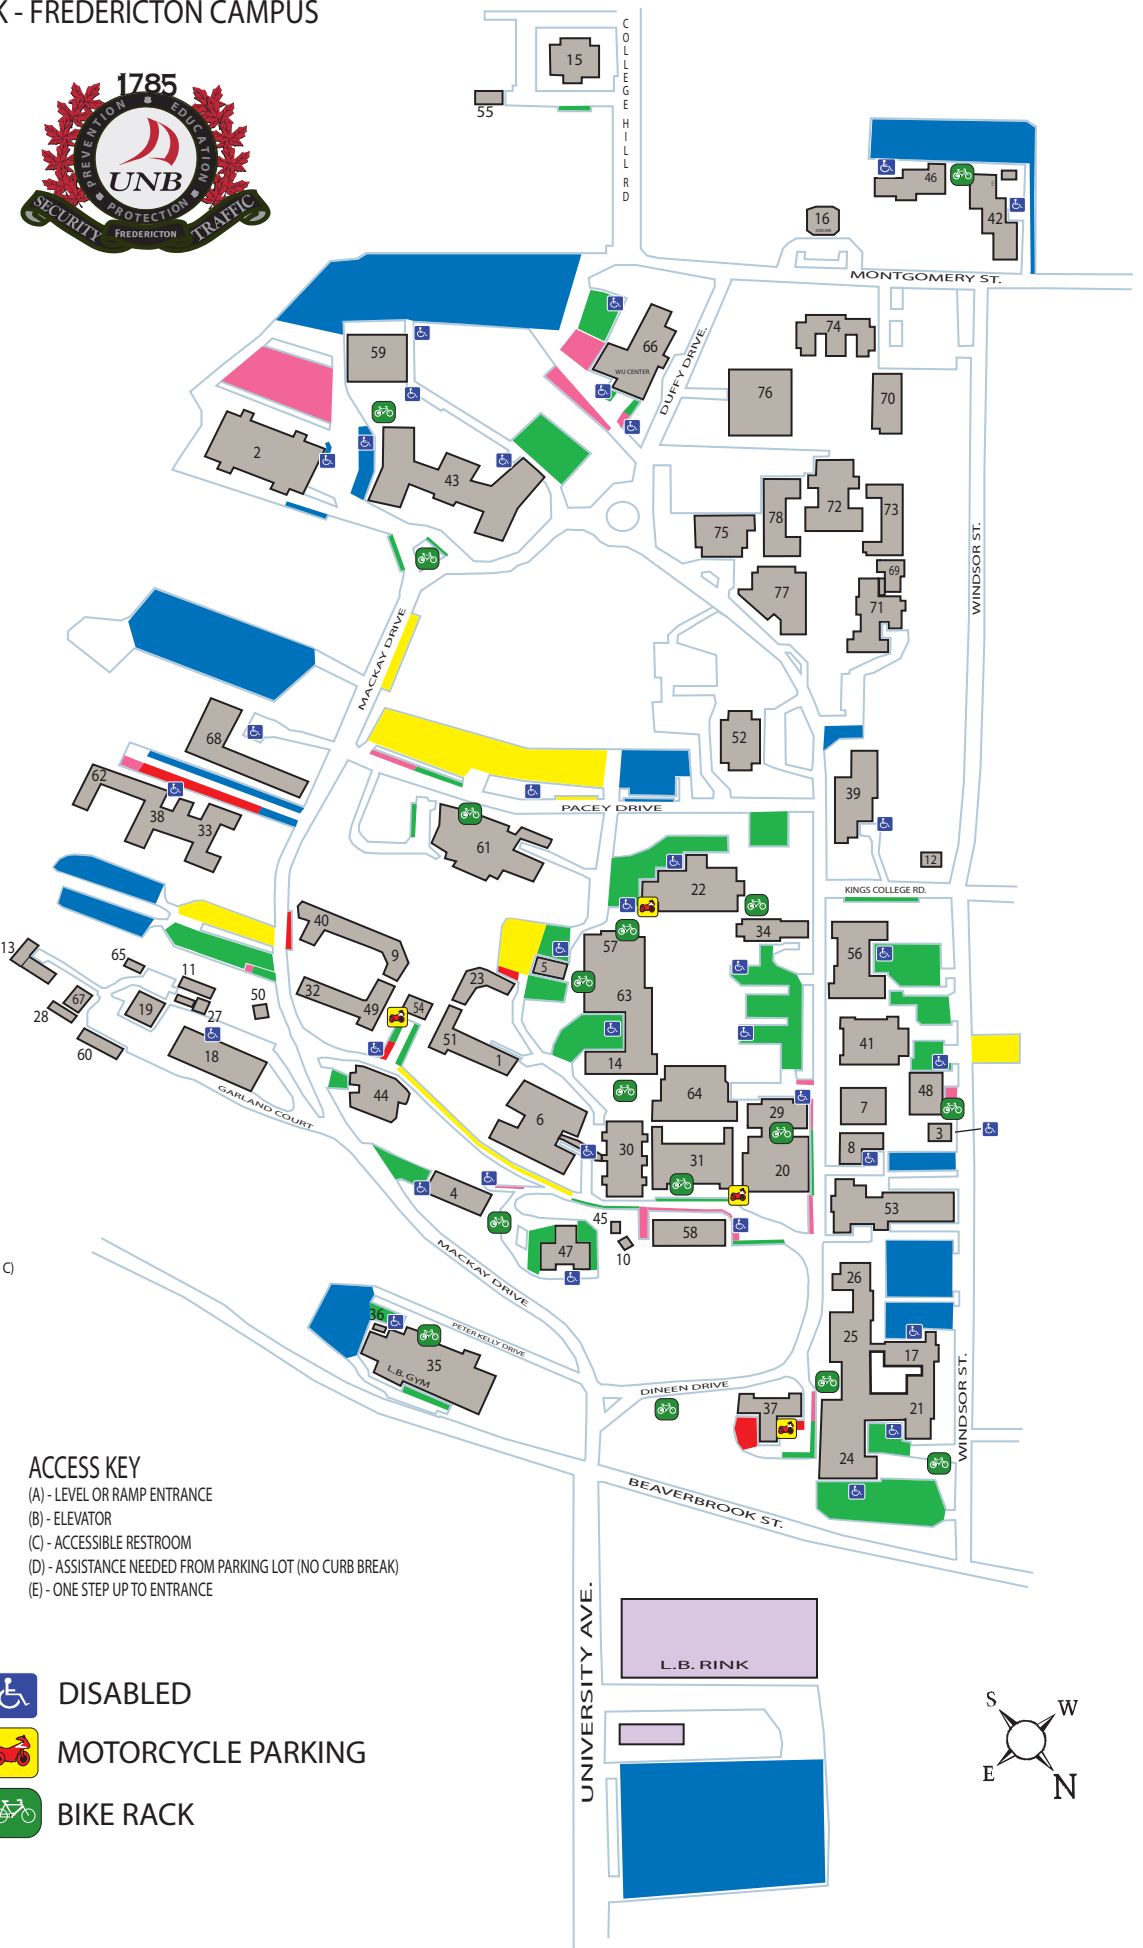 K - FREDERICTON CAMPUS
1785
PREVENTION
EDUCATION
UNB
PROTECTION
SECURITY
FREDERICTON
TRAFFIC
COLLEGE HILL RD
15
55
46
42
16
MONTGOMERY ST.
59
66
WU CENTER
DUFFY DRIVE.
74
76
70
2
43
72
78
73
75
69
77
71
WINDSOR ST.
MACKAY DRIVE
68
52
62
38
33
PACEY DRIVE
39
61
12
22
KINGS COLLEGE RD.
40
34
57
56
13
9
65
11
5
23
63
67
32
49
54
50
19
27
28
51
41
60
18
1
14
44
64
48
GARLAND COURT
29
7
6
3
30
31
8
20
4
53
45
58
47
10
C)
MACKAY DRIVE
26
36
PETER KELLY DRIVE
25
35
L.B. GYM
17
DINEEN DRIVE
37
21
WINDSOR ST.
24
ACCESS KEY
(A) - LEVEL OR RAMP ENTRANCE
(B) - ELEVATOR
(C) - ACCESSIBLE RESTROOM
(D) - ASSISTANCE NEEDED FROM PARKING LOT (NO CURB BREAK)
(E) - ONE STEP UP TO ENTRANCE
BEAVERBROOK ST.
UNIVERSITY AVE.
L.B. RINK
DISABLED
MOTORCYCLE PARKING
BIKE RACK
S
W
E
N